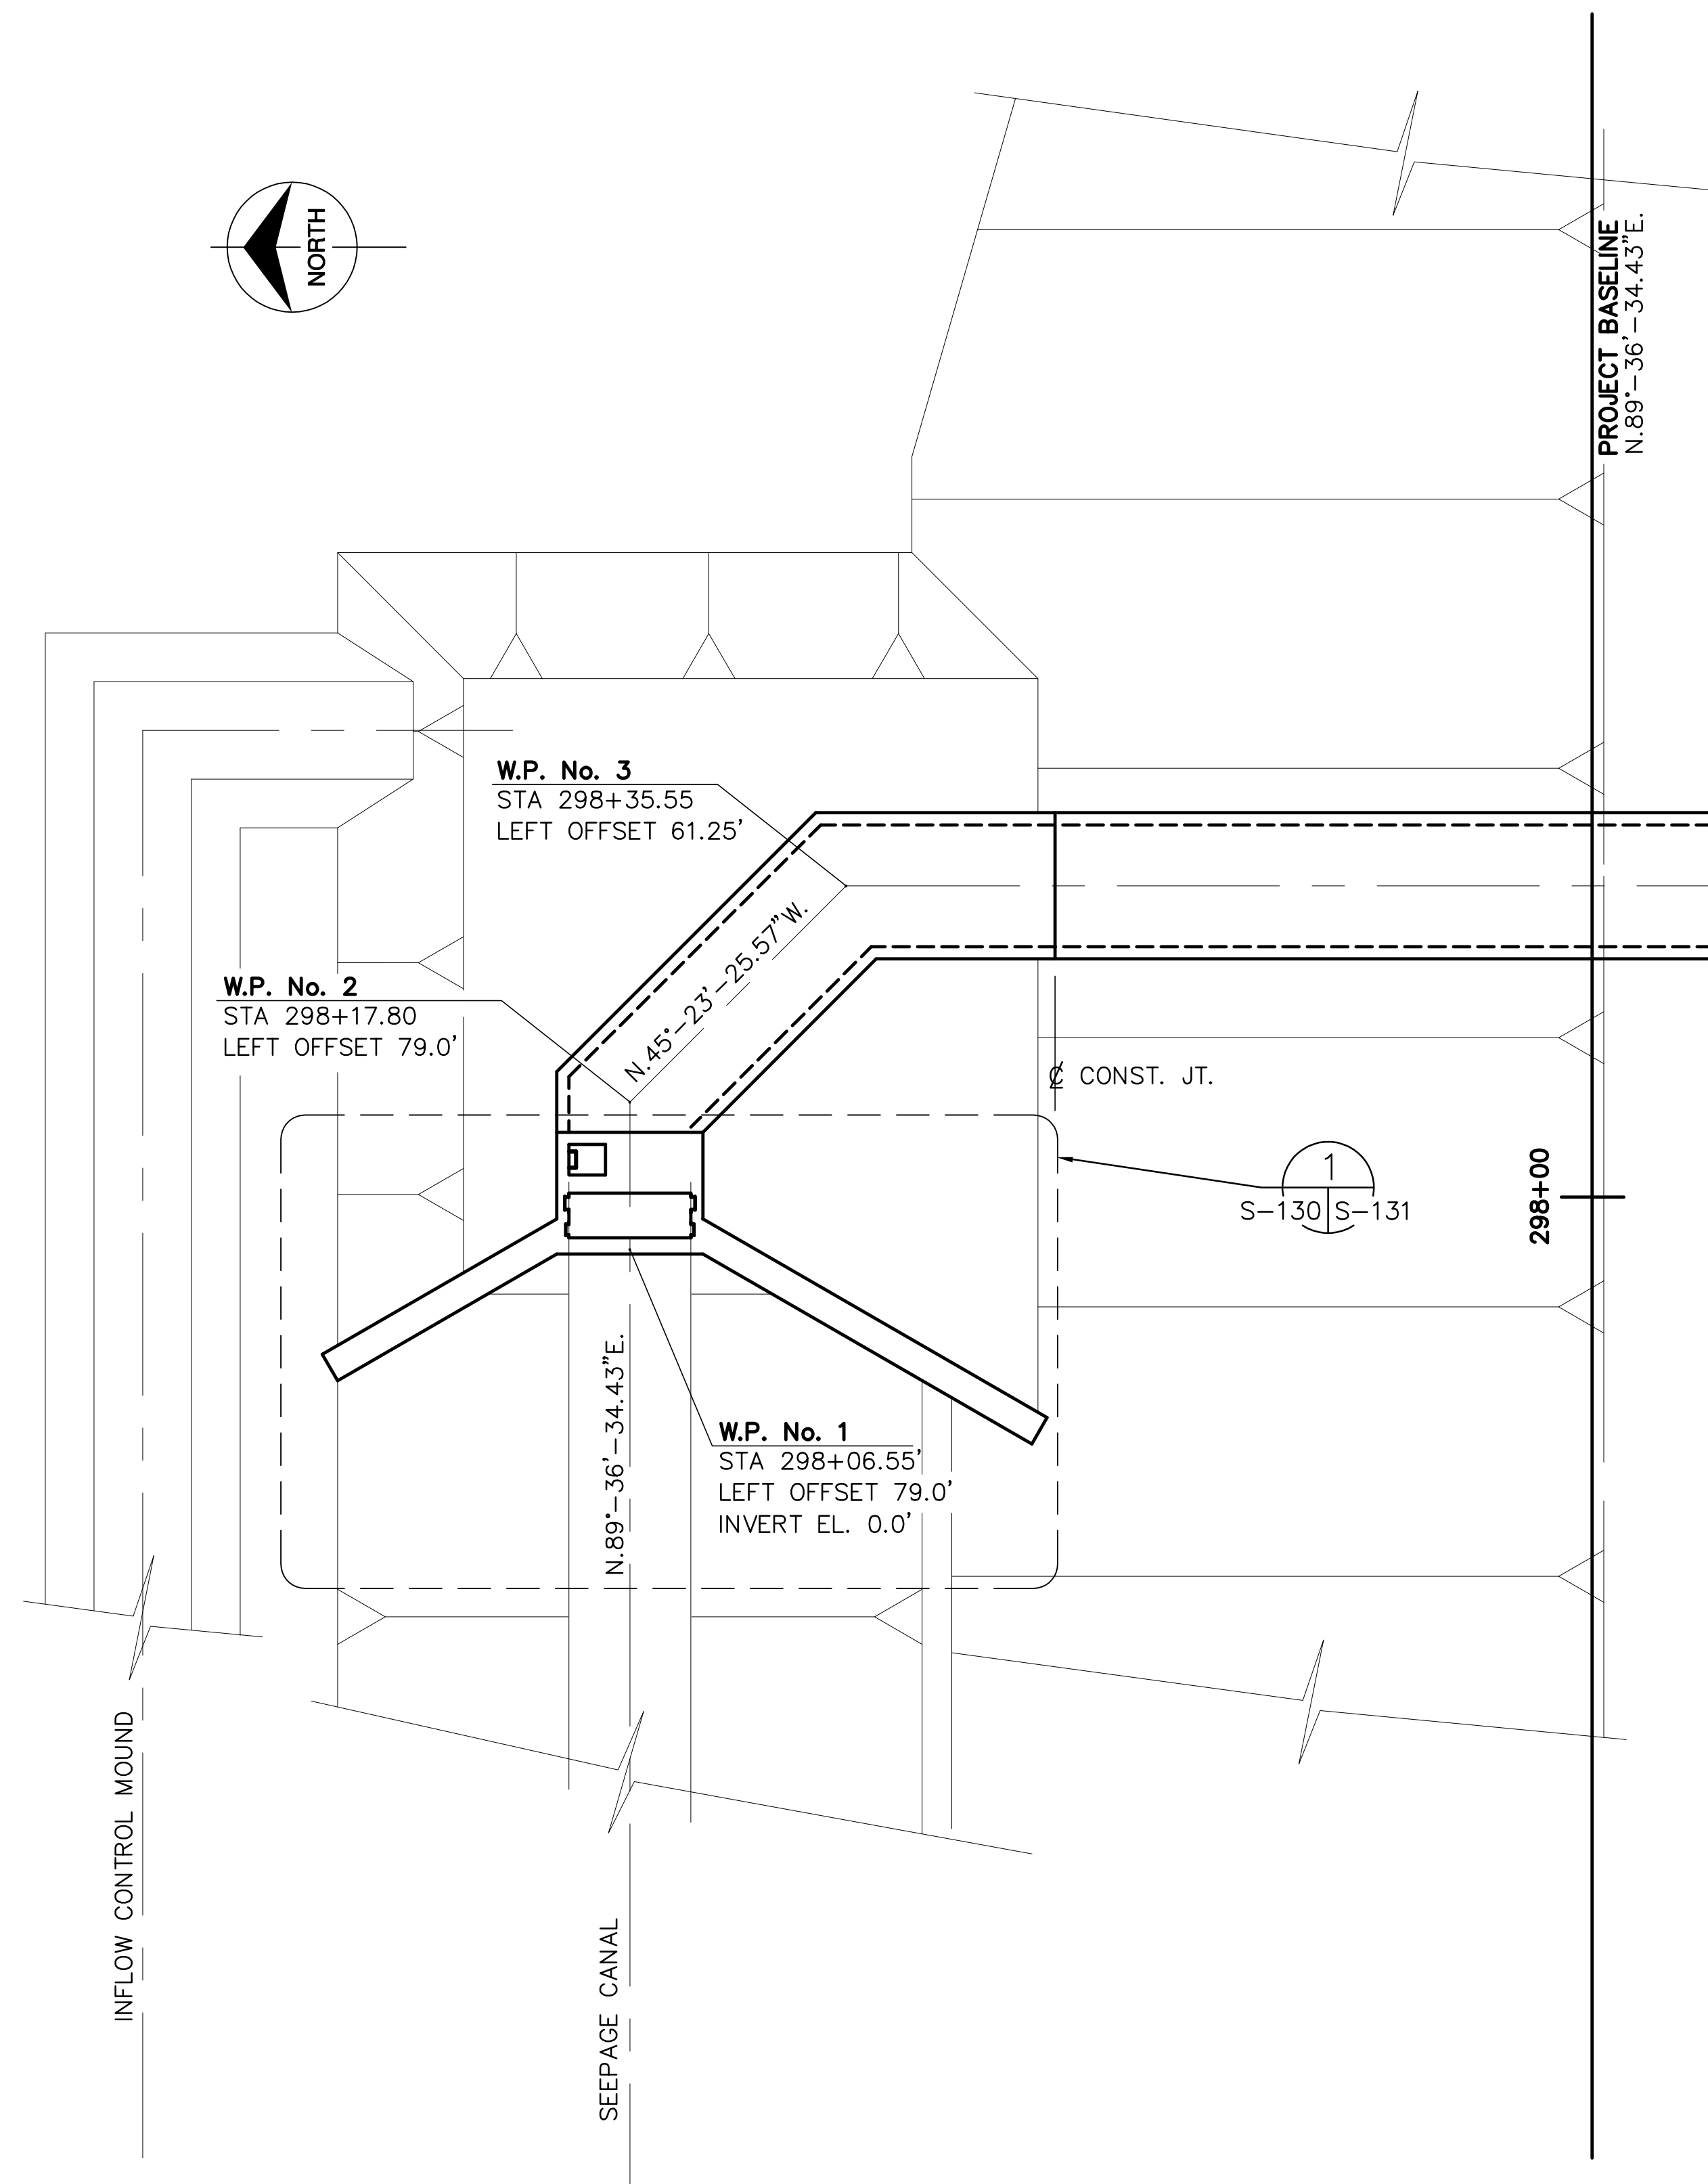 NORTH
PROJECT BASELINE
N.89°-36'-34.43"E.
W.P. No. 3
STA 298+35.55
LEFT OFFSET 61.25'
N.45°-23'-25.57"W.
W.P. No. 2
STA 298+17.80
LEFT OFFSET 79.0'
℄ CONST. JT.
1
S-130 S-131
298+00
N.89°-36'-34.43"E.
W.P. No. 1
STA 298+06.55'
LEFT OFFSET 79.0'
INVERT EL. 0.0'
INFLOW CONTROL MOUND
SEEPAGE CANAL